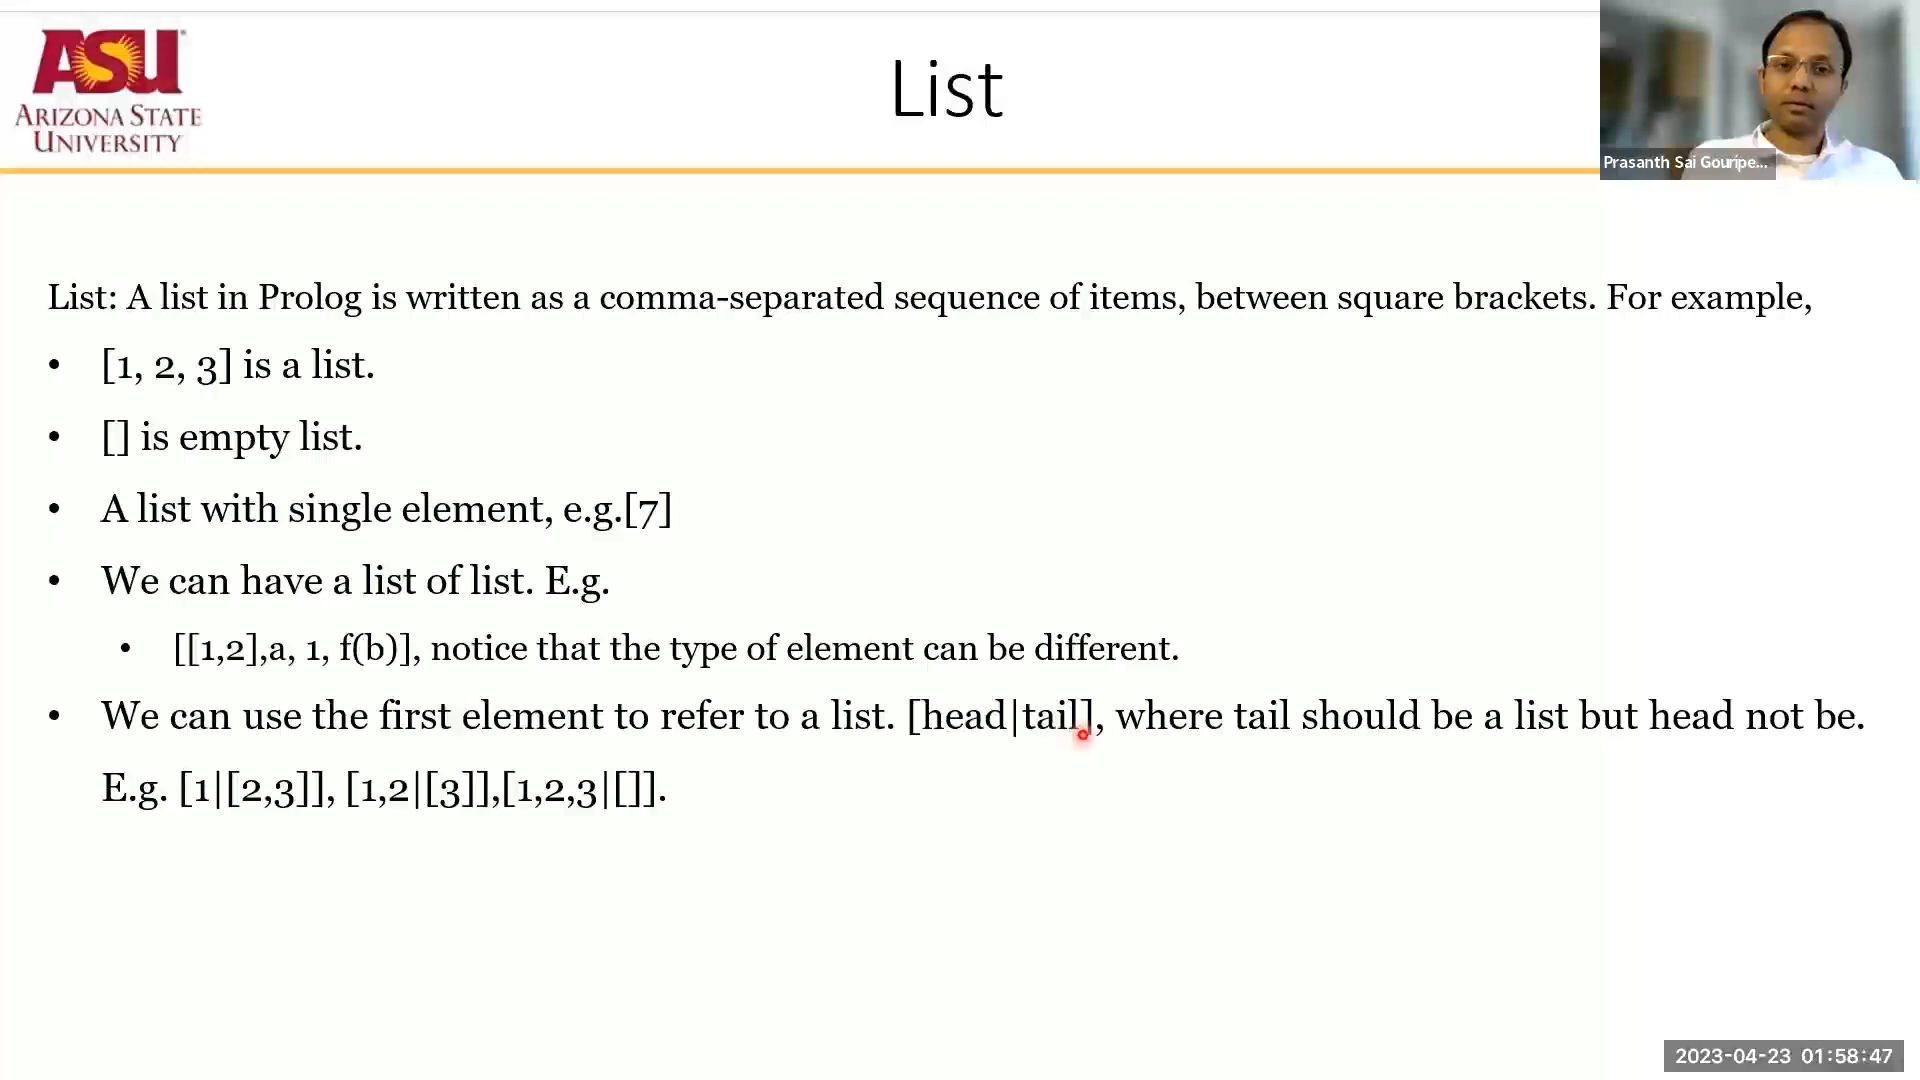 ASU
ARIZONA STATE
UNIVERSITY
List
Prasanth Sai Gouripe...
List: A list in Prolog is written as a comma-separated sequence of items, between square brackets. For example,
• [1, 2, 3] is a list.
• [] is empty list.
• A list with single element, e.g.[7]
• We can have a list of list. E.g.
• [[1,2],a, 1, f(b)], notice that the type of element can be different.
• We can use the first element to refer to a list. [head|tail], where tail should be a list but head not be.
E.g. [1|[2,3]], [1,2|[3]],[1,2,3|[]].
2023-04-23 01:58:47